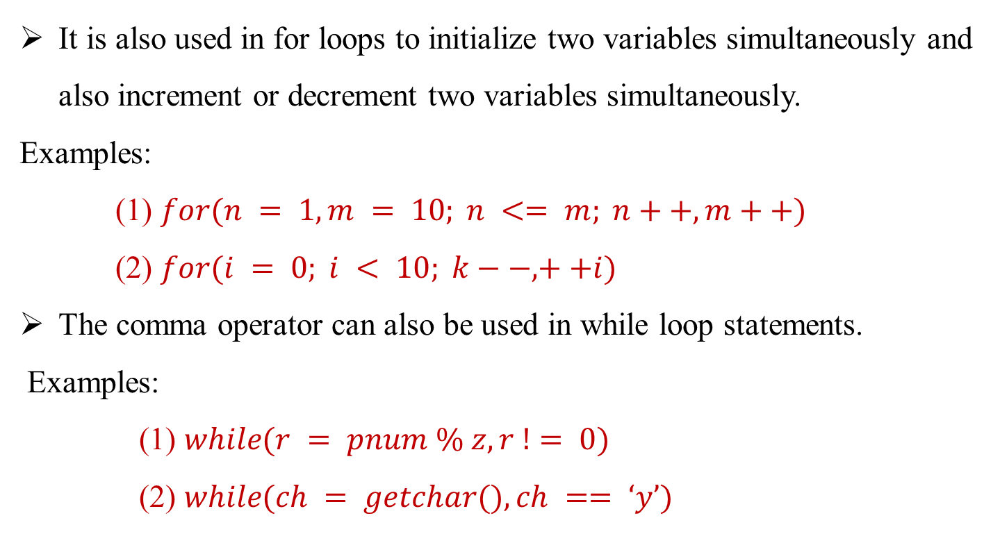 ➢ It is also used in for loops to initialize two variables simultaneously and
also increment or decrement two variables simultaneously.
Examples:
(1) for(n = 1, m = 10; n <= m; n + +, m + +)
(2) for(i = 0; i < 10; k − −,+ +i)
➢ The comma operator can also be used in while loop statements.
Examples:
(1) while(r = pnum % z, r ! = 0)
(2) while(ch = getchar(), ch == ‘y’)